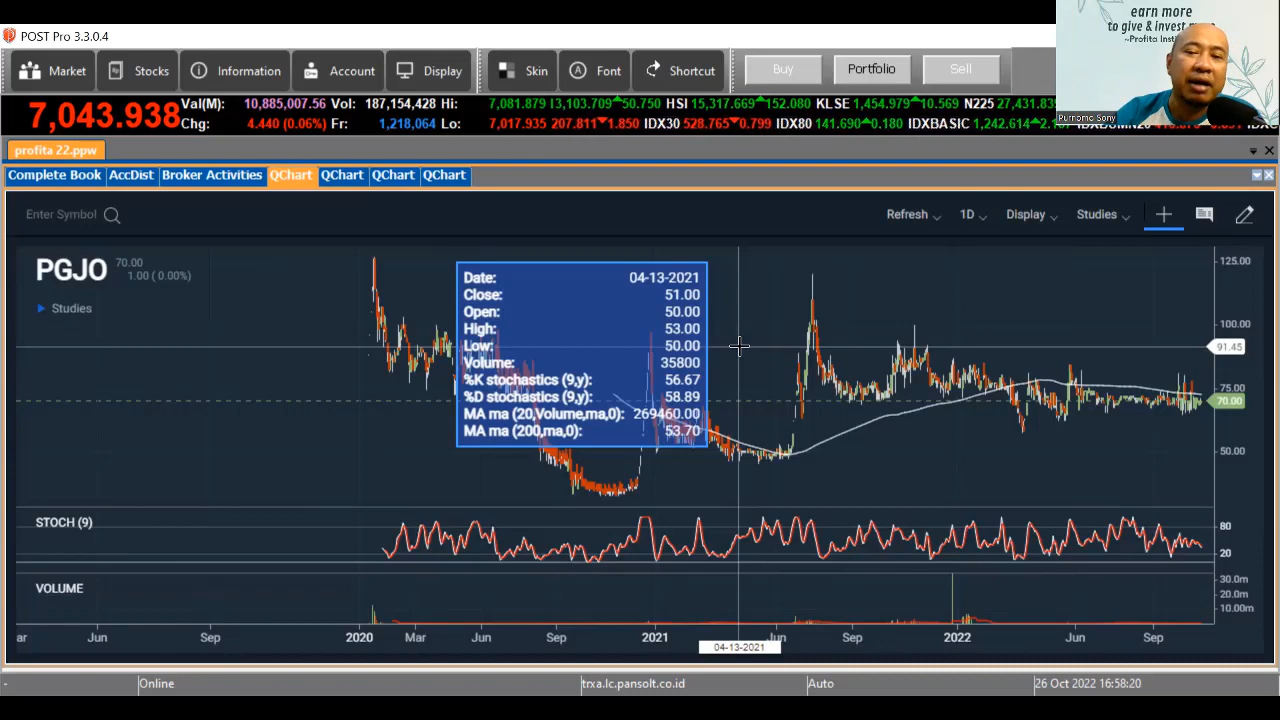 earn more
to give & invest
~Profita
Purnomo Sony
POST Pro 3.3.0.4
Market Stocks Information Account Display Skin Font Shortcut Buy Portfolio Sell
7,043.938 Val(M): 10,885,007.56 Vol: 187,154,428 Hi: 7,081.879 13,103.709 50.750 HSI 15,317.669 152.080 KLSE 1,454.979 10.569 N225
Chg: 4.440 (0.06%) Fr: 1,218,064 Lo: 7,017.935 207.811 1.850 IDX30 528.765 0.799 IDX80 141.690 0.180 IDXBASIC
profita 22.ppw
Complete Book AccDist Broker Activities QChart QChart QChart QChart
Enter Symbol Refresh 1D Display Studies
PGJO 70.00
1.00 (0.00%)
Studies
Date: 04-13-2021
Close: 51.00
Open: 50.00
High: 53.00
Low: 50.00
Volume: 35800
%K stochastics (9,y): 56.67
%D stochastics (9,y): 58.89
MA ma (20,Volume,ma,0): 269460.00
MA ma (200,ma,0): 53.70
125.00
100.00
91.45
75.00
70.00
50.00
STOCH (9)
80
20
VOLUME
30.0m
20.0m
10.00m
ar Jun Sep 2020 Mar Jun Sep 2021 Jun Sep 2022 Jun Sep
04-13-2021
- Online trxa.lc.pansolt.co.id Auto 26 Oct 2022 16:58:20